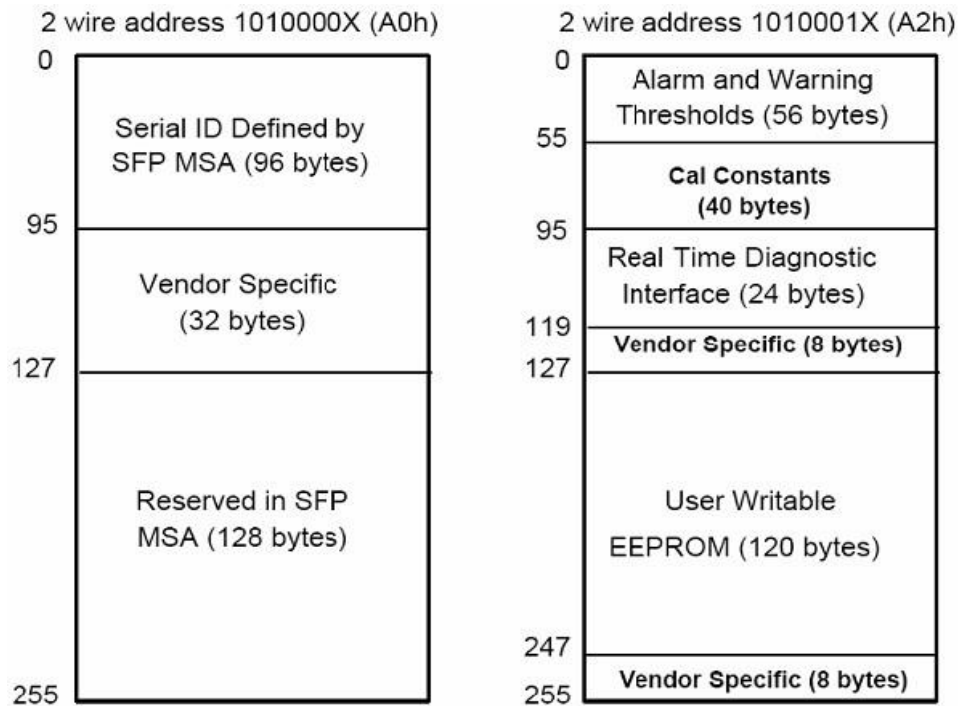 2 wire address 1010000X (A0h)
0
Serial ID Defined by
SFP MSA (96 bytes)
95
Vendor Specific
(32 bytes)
127
Reserved in SFP
MSA (128 bytes)
255
2 wire address 1010001X (A2h)
0
Alarm and Warning
Thresholds (56 bytes)
55
Cal Constants
(40 bytes)
95
Real Time Diagnostic
Interface (24 bytes)
119
Vendor Specific (8 bytes)
127
User Writable
EEPROM (120 bytes)
247
Vendor Specific (8 bytes)
255